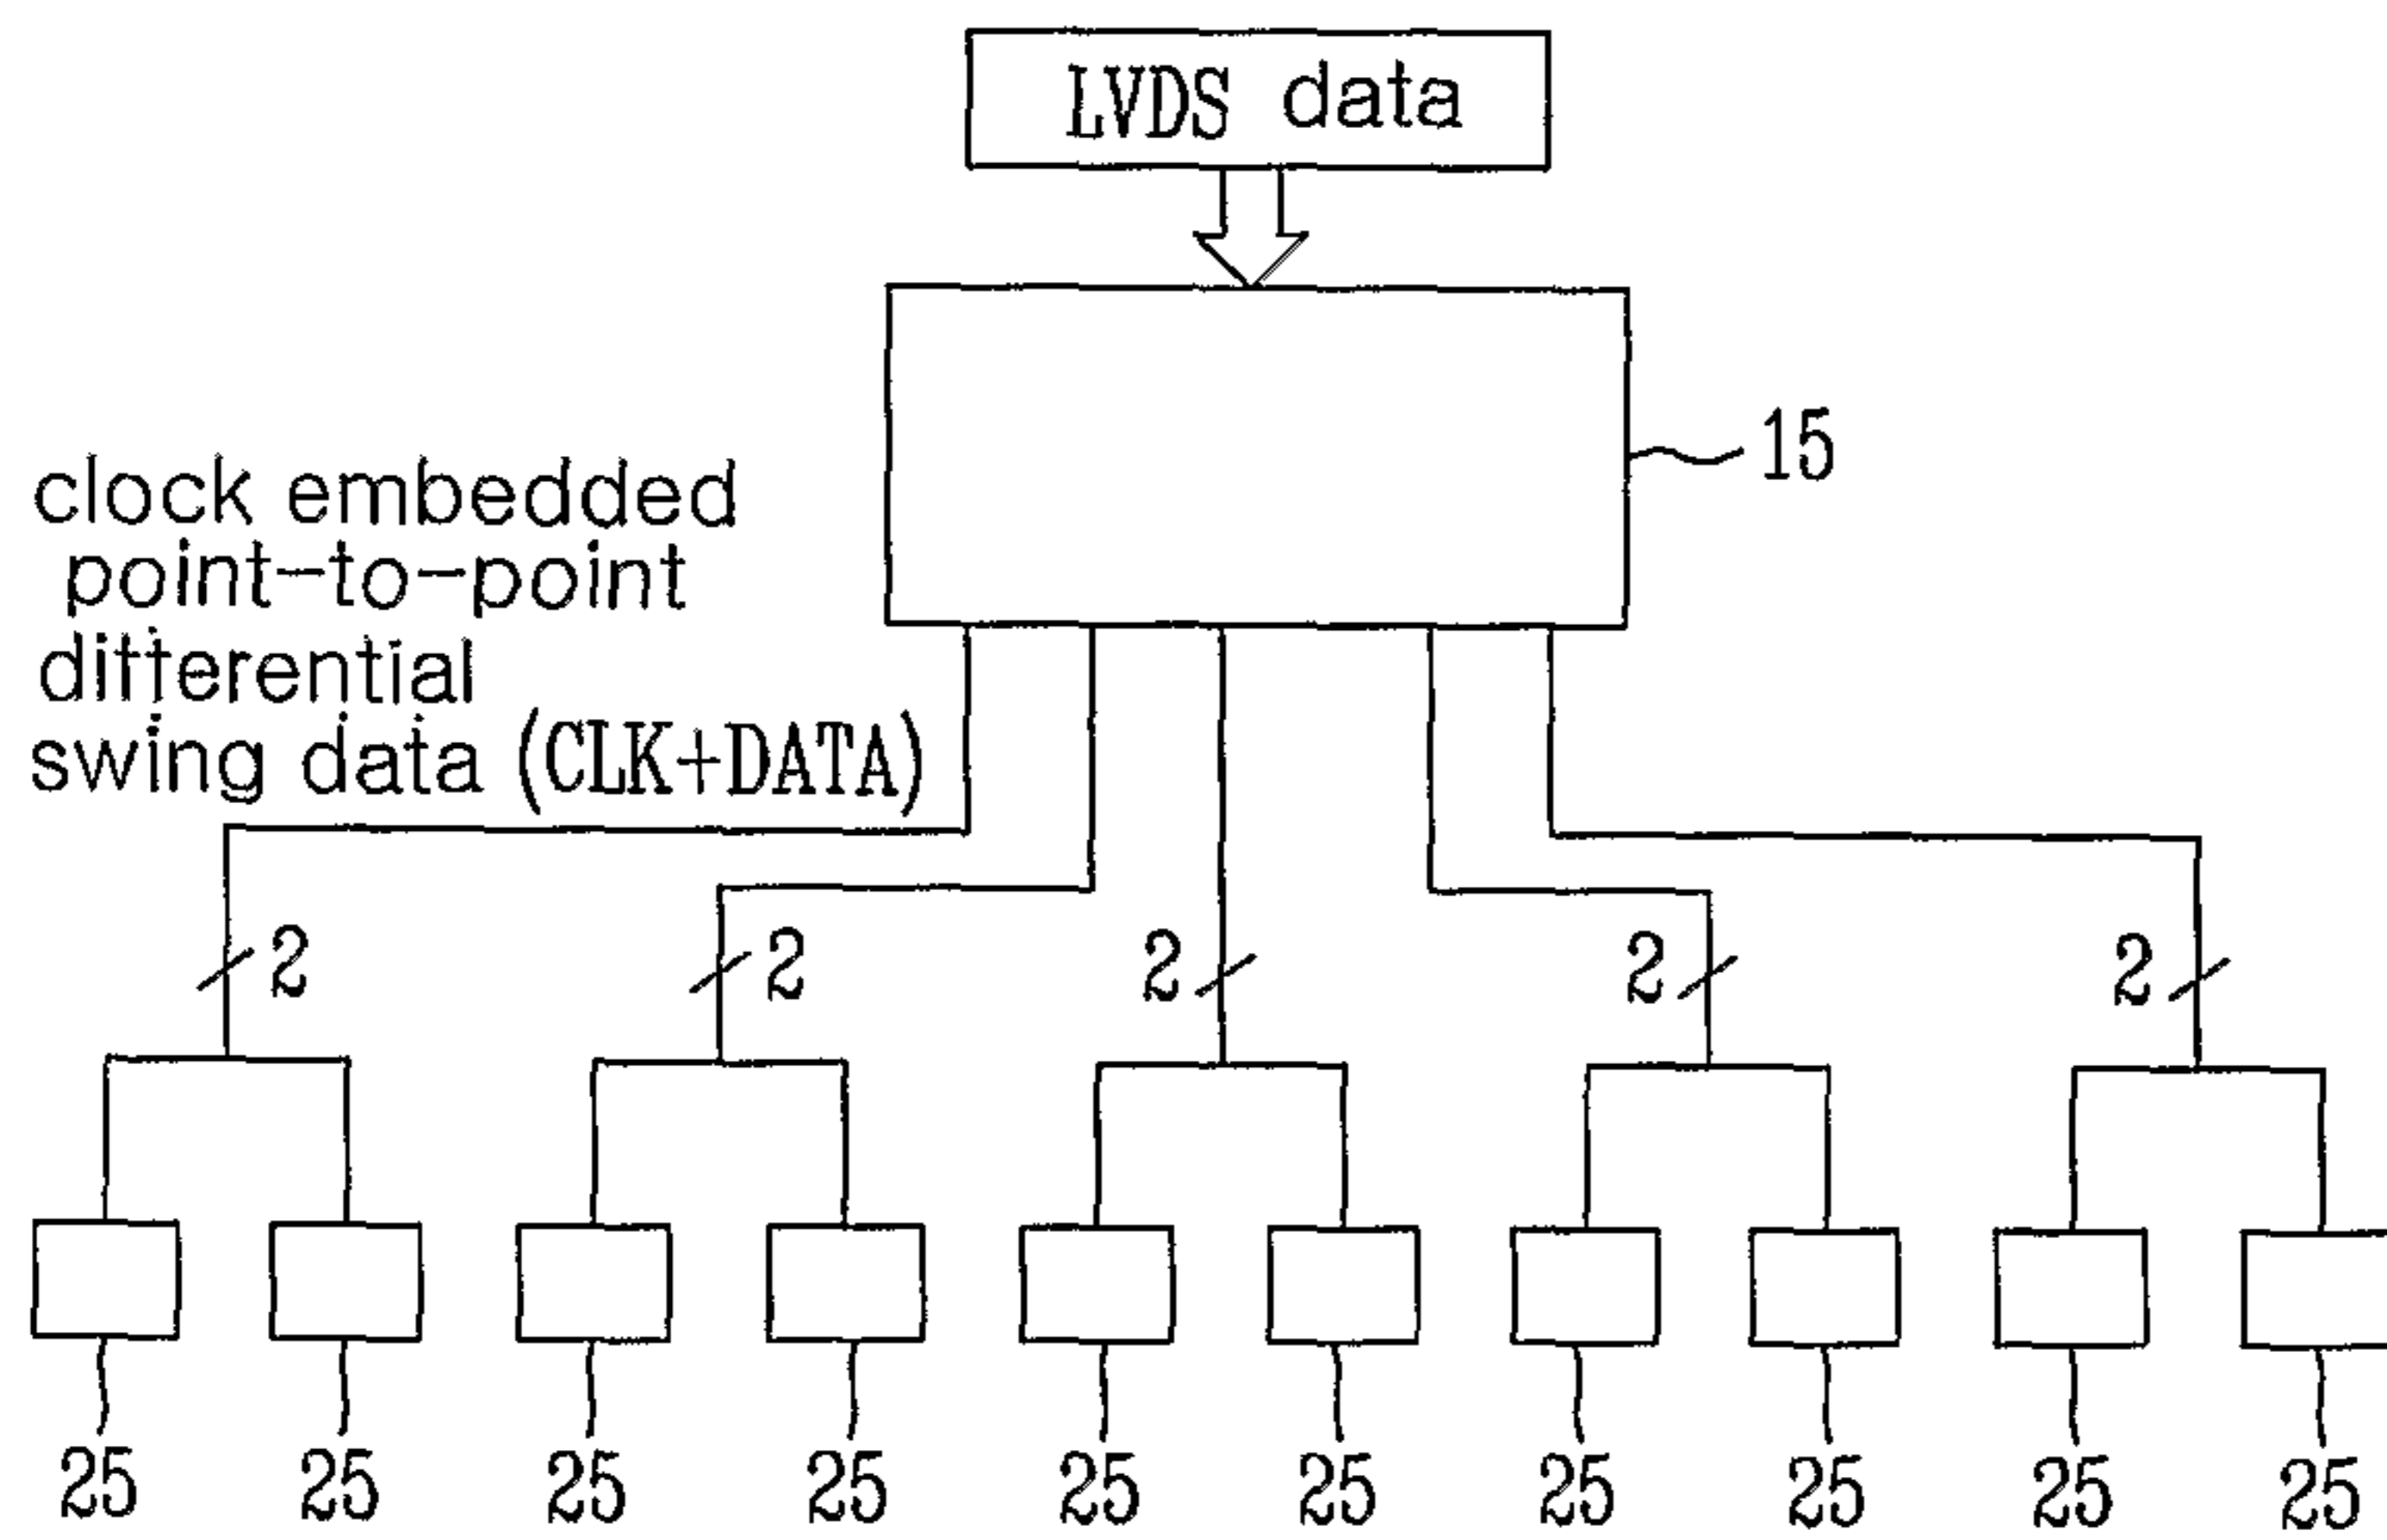 LVDS data
15
clock embedded
point-to-point
differential
swing data (CLK+DATA)
2 2 2 2 2
25 25 25 25 25 25 25 25 25 25